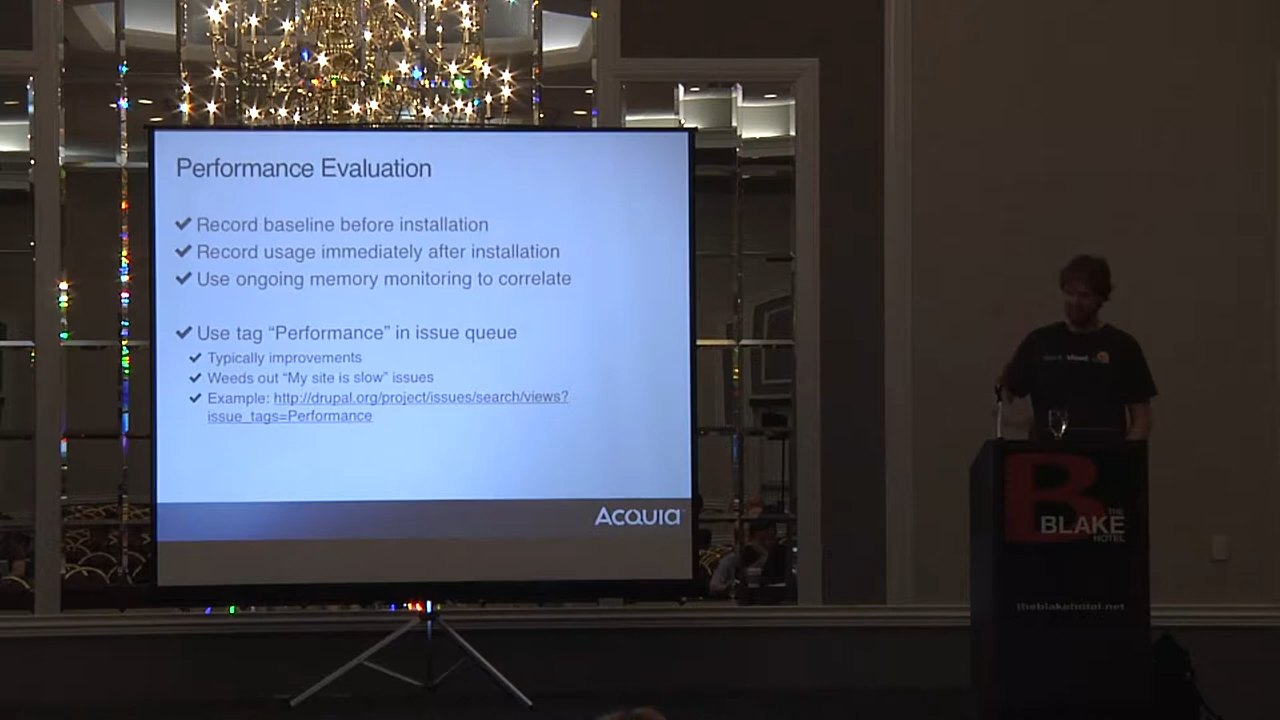 Performance Evaluation
Record baseline before installation
Record usage immediately after installation
Use ongoing memory monitoring to correlate
Use tag “Performance” in issue queue
Typically improvements
Weeds out “My site is slow” issues
Example: http://drupal.org/project/issues/search/views?
issue_tags=Performance
Acquia
B
THE
BLAKE
HOTEL
theblakehotel.net